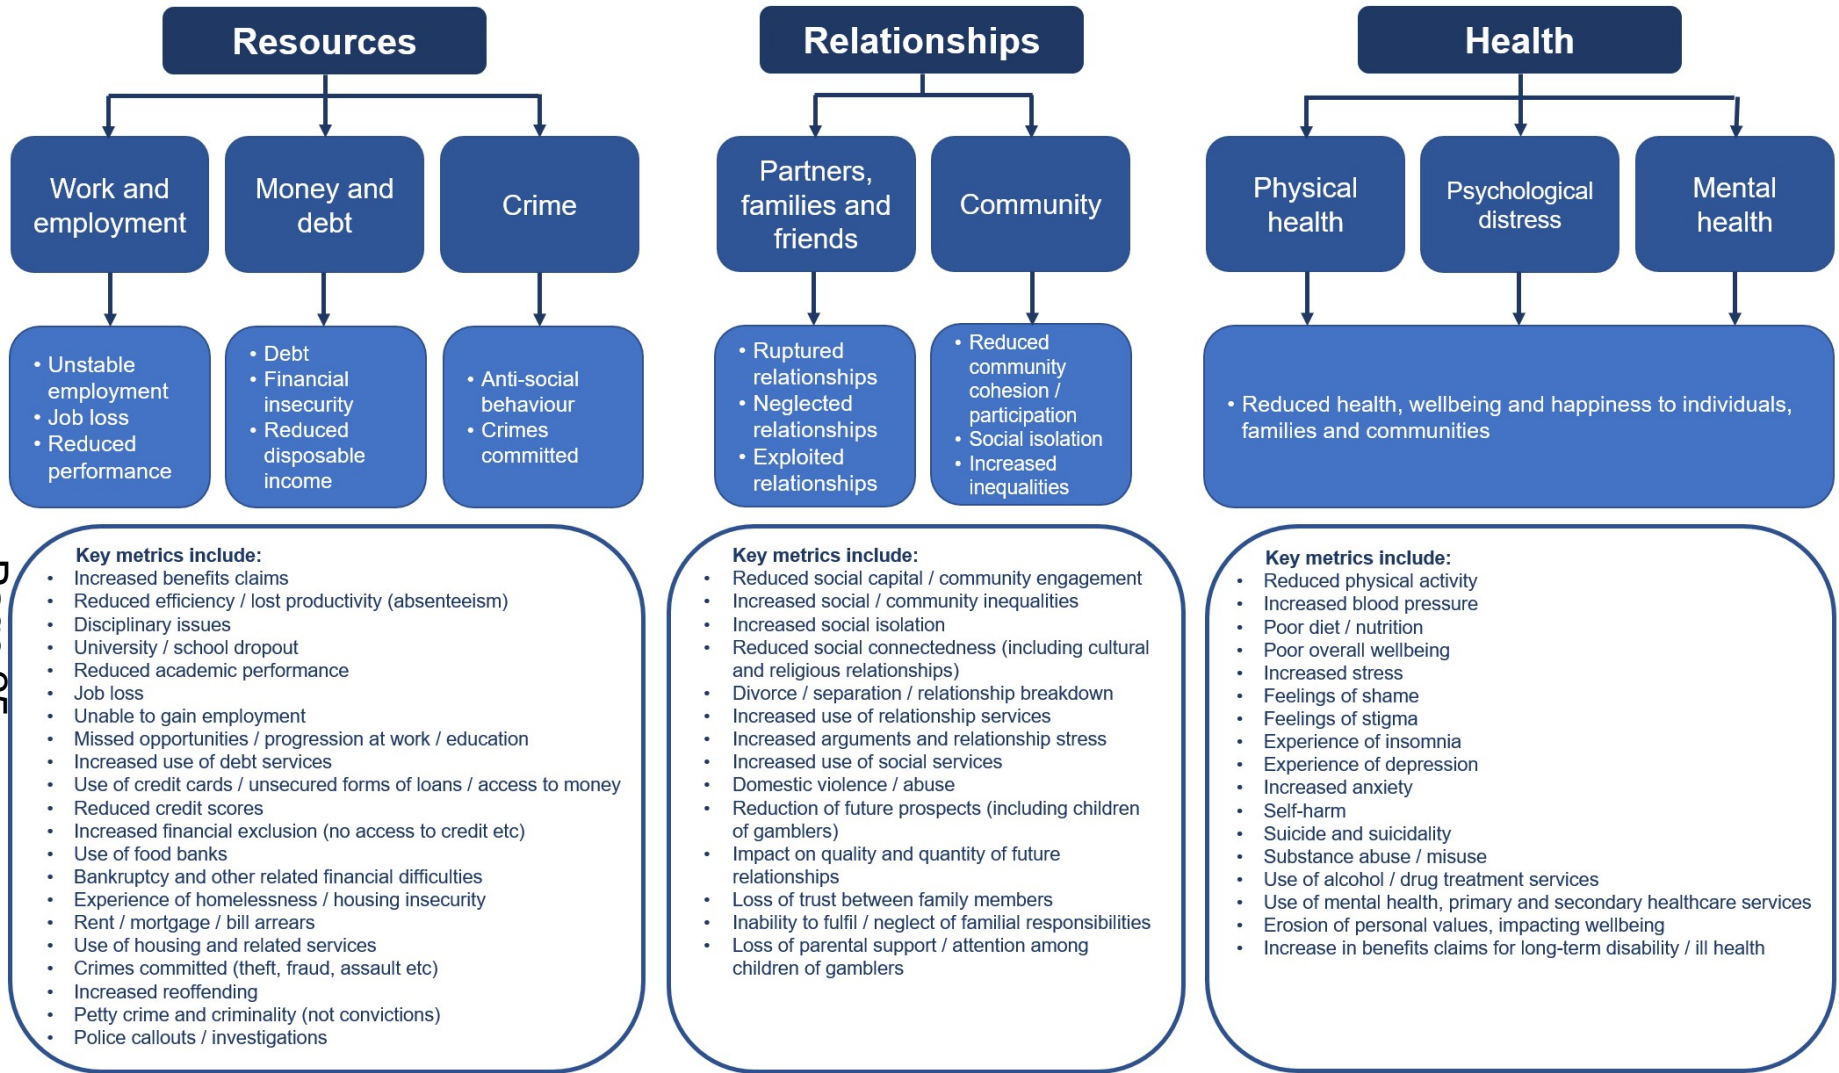 Resources
Relationships
Health
Work and
employment
Money and
debt
Crime
Partners,
families and
friends
Community
Physical
health
Psychological
distress
Mental
health
• Unstable
employment
• Job loss
• Reduced
performance
• Debt
• Financial
insecurity
• Reduced
disposable
income
• Anti-social
behaviour
• Crimes
committed
• Ruptured
relationships
• Neglected
relationships
• Exploited
relationships
• Reduced
community
cohesion /
participation
• Social isolation
• Increased
inequalities
• Reduced health, wellbeing and happiness to individuals,
families and communities
Key metrics include:
• Increased benefits claims
• Reduced efficiency / lost productivity (absenteeism)
• Disciplinary issues
• University / school dropout
• Reduced academic performance
• Job loss
• Unable to gain employment
• Missed opportunities / progression at work / education
• Increased use of debt services
• Use of credit cards / unsecured forms of loans / access to money
• Reduced credit scores
• Increased financial exclusion (no access to credit etc)
• Use of food banks
• Bankruptcy and other related financial difficulties
• Experience of homelessness / housing insecurity
• Rent / mortgage / bill arrears
• Use of housing and related services
• Crimes committed (theft, fraud, assault etc)
• Increased reoffending
• Petty crime and criminality (not convictions)
• Police callouts / investigations
Key metrics include:
• Reduced social capital / community engagement
• Increased social / community inequalities
• Increased social isolation
• Reduced social connectedness (including cultural
and religious relationships)
• Divorce / separation / relationship breakdown
• Increased use of relationship services
• Increased arguments and relationship stress
• Increased use of social services
• Domestic violence / abuse
• Reduction of future prospects (including children
of gamblers)
• Impact on quality and quantity of future
relationships
• Loss of trust between family members
• Inability to fulfil / neglect of familial responsibilities
• Loss of parental support / attention among
children of gamblers
Key metrics include:
• Reduced physical activity
• Increased blood pressure
• Poor diet / nutrition
• Poor overall wellbeing
• Increased stress
• Feelings of shame
• Feelings of stigma
• Experience of insomnia
• Experience of depression
• Increased anxiety
• Self-harm
• Suicide and suicidality
• Substance abuse / misuse
• Use of alcohol / drug treatment services
• Use of mental health, primary and secondary healthcare services
• Erosion of personal values, impacting wellbeing
• Increase in benefits claims for long-term disability / ill health